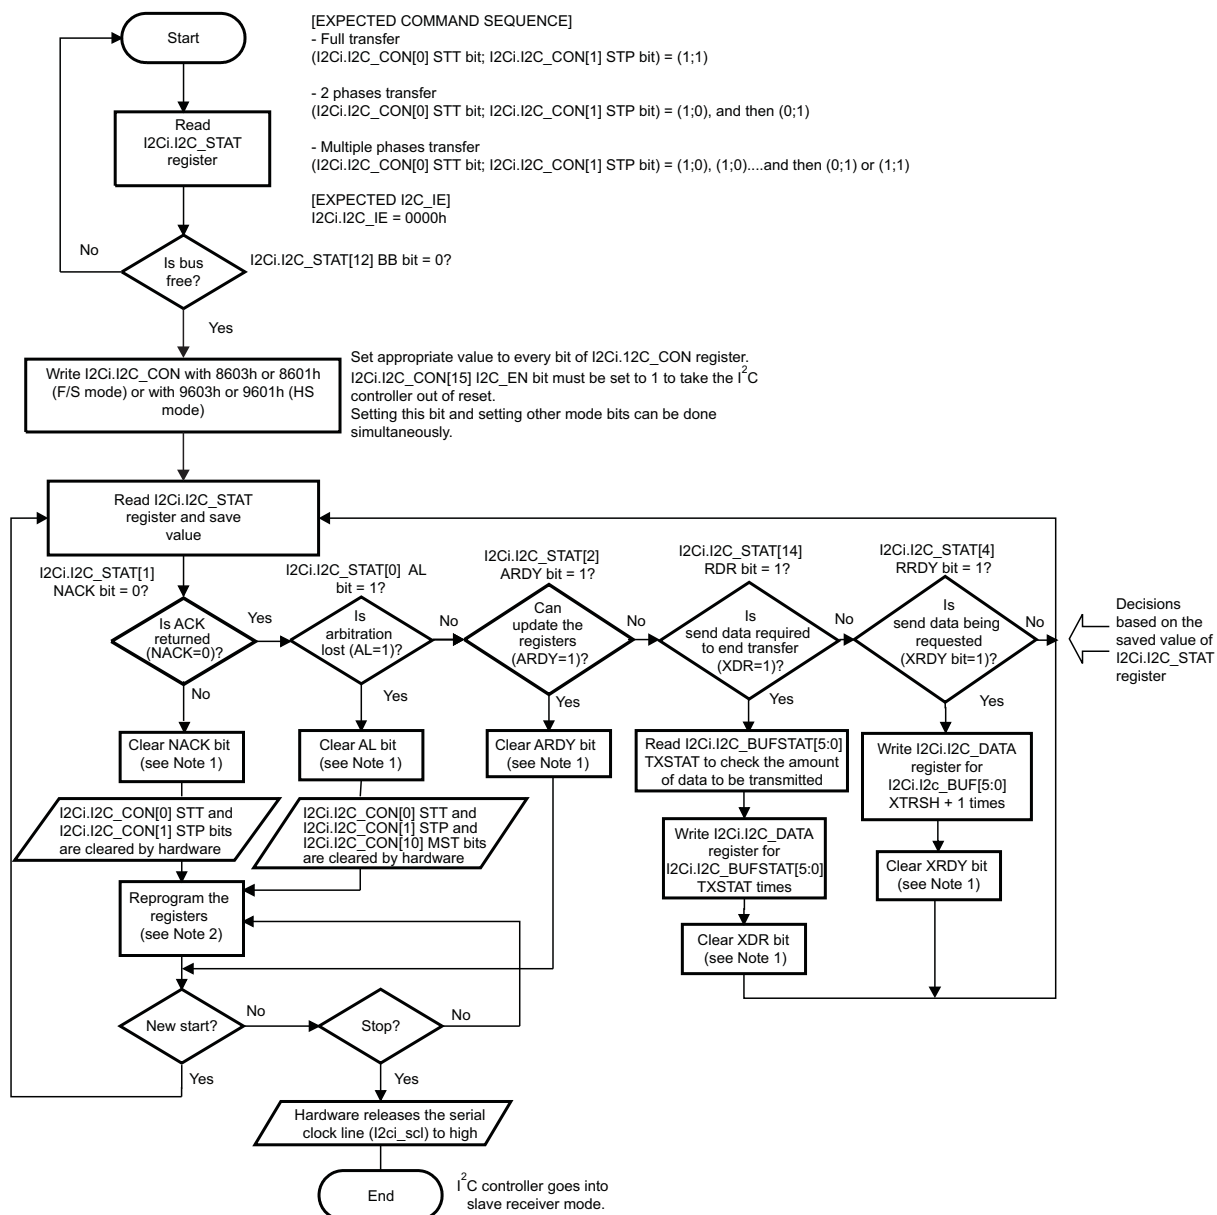 Start
[EXPECTED COMMAND SEQUENCE]
- Full transfer
(I2Ci.I2C_CON[0] STT bit; I2Ci.I2C_CON[1] STP bit) = (1;1)
- 2 phases transfer
(I2Ci.I2C_CON[0] STT bit; I2Ci.I2C_CON[1] STP bit) = (1;0), and then (0;1)
- Multiple phases transfer
(I2Ci.I2C_CON[0] STT bit; I2Ci.I2C_CON[1] STP bit) = (1;0), (1;0)....and then (0;1) or (1;1)
[EXPECTED I2C_IE]
I2Ci.I2C_IE = 0000h
Read
I2Ci.I2C_STAT
register
No
Is bus
free?
I2Ci.I2C_STAT[12] BB bit = 0?
Yes
Write I2Ci.I2C_CON with 8603h or 8601h
(F/S mode) or with 9603h or 9601h (HS
mode)
Set appropriate value to every bit of I2Ci.12C_CON register.
I2Ci.I2C_CON[15] I2C_EN bit must be set to 1 to take the I2C
controller out of reset.
Setting this bit and setting other mode bits can be done
simultaneously.
Read I2Ci.I2C_STAT
register and save
value
I2Ci.I2C_STAT[1]
NACK bit = 0?
Is ACK
returned
(NACK=0)?
Yes
No
I2Ci.I2C_STAT[0] AL
bit = 1?
Is
arbitration
lost (AL=1)?
No
Yes
I2Ci.I2C_STAT[2]
ARDY bit = 1?
Can
update the
registers
(ARDY=1)?
No
Yes
I2Ci.I2C_STAT[14]
RDR bit = 1?
Is
send data required
to end transfer
(XDR=1)?
No
Yes
I2Ci.I2C_STAT[4]
RRDY bit = 1?
Is
send data being
requested
(XRDY bit=1)?
No
Yes
Decisions
based on the
saved value of
I2Ci.I2C_STAT
register
Clear NACK bit
(see Note 1)
Clear AL bit
(see Note 1)
Clear ARDY bit
(see Note 1)
Read I2Ci.I2C_BUFSTAT[5:0]
TXSTAT to check the amount
of data to be transmitted
Write I2Ci.I2C_DATA
register for
I2Ci.I2c_BUF[5:0]
XTRSH + 1 times
I2Ci.I2C_CON[0] STT and
I2Ci.I2C_CON[1] STP bits
are cleared by hardware
I2Ci.I2C_CON[0] STT and
I2Ci.I2C_CON[1] STP and
I2Ci.I2C_CON[10] MST bits
are cleared by hardware
Write I2Ci.I2C_DATA
register for
I2Ci.I2C_BUFSTAT[5:0]
TXSTAT times
Clear XRDY bit
(see Note 1)
Reprogram the
registers
(see Note 2)
Clear XDR bit
(see Note 1)
New start?
No
Yes
Stop?
No
Yes
Hardware releases the serial
clock line (I2ci_scl) to high
End
I2C controller goes into
slave receiver mode.